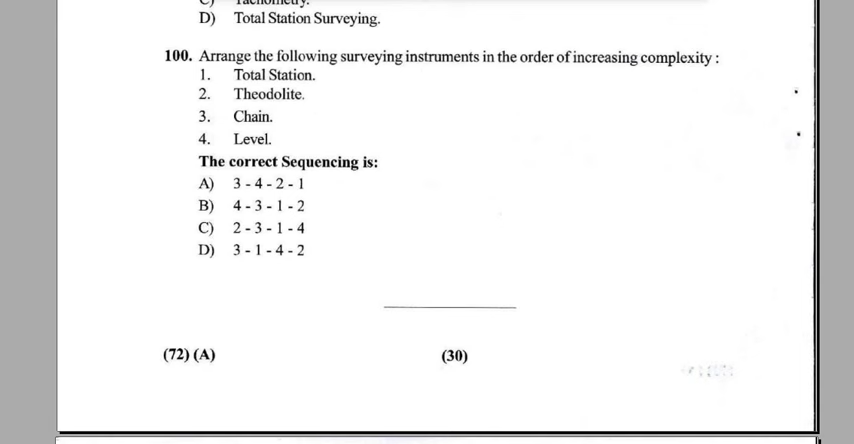 D) Total Station Surveying.
100. Arrange the following surveying instruments in the order of increasing complexity :
1. Total Station.
2. Theodolite.
3. Chain.
4. Level.
The correct Sequencing is:
A) 3 - 4 - 2 - 1
B) 4 - 3 - 1 - 2
C) 2 - 3 - 1 - 4
D) 3 - 1 - 4 - 2
(72) (A) (30)